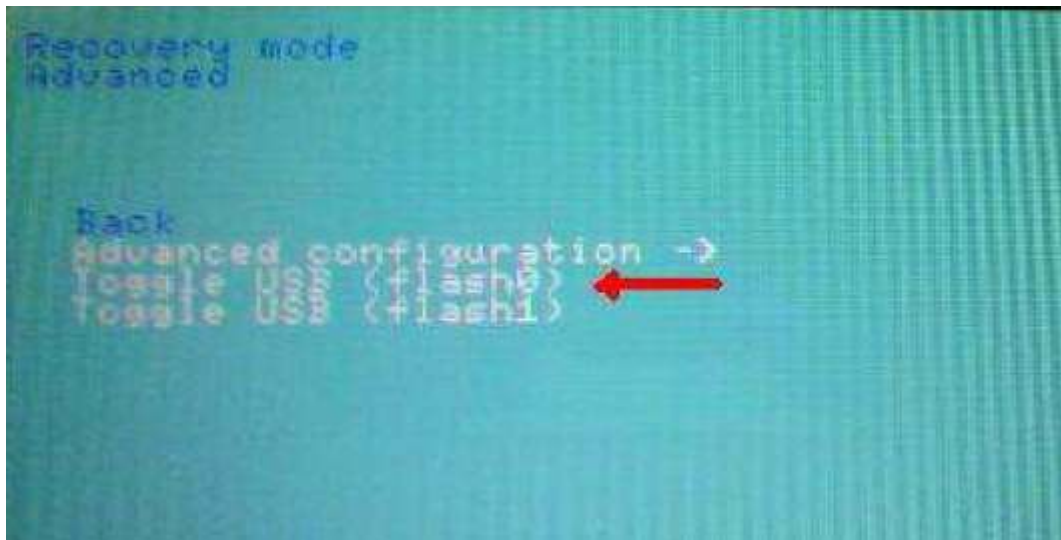 Recovery mode
Advanced
Back
Advanced configuration ->
Toggle USB (flash0)
Toggle USB (flash1)